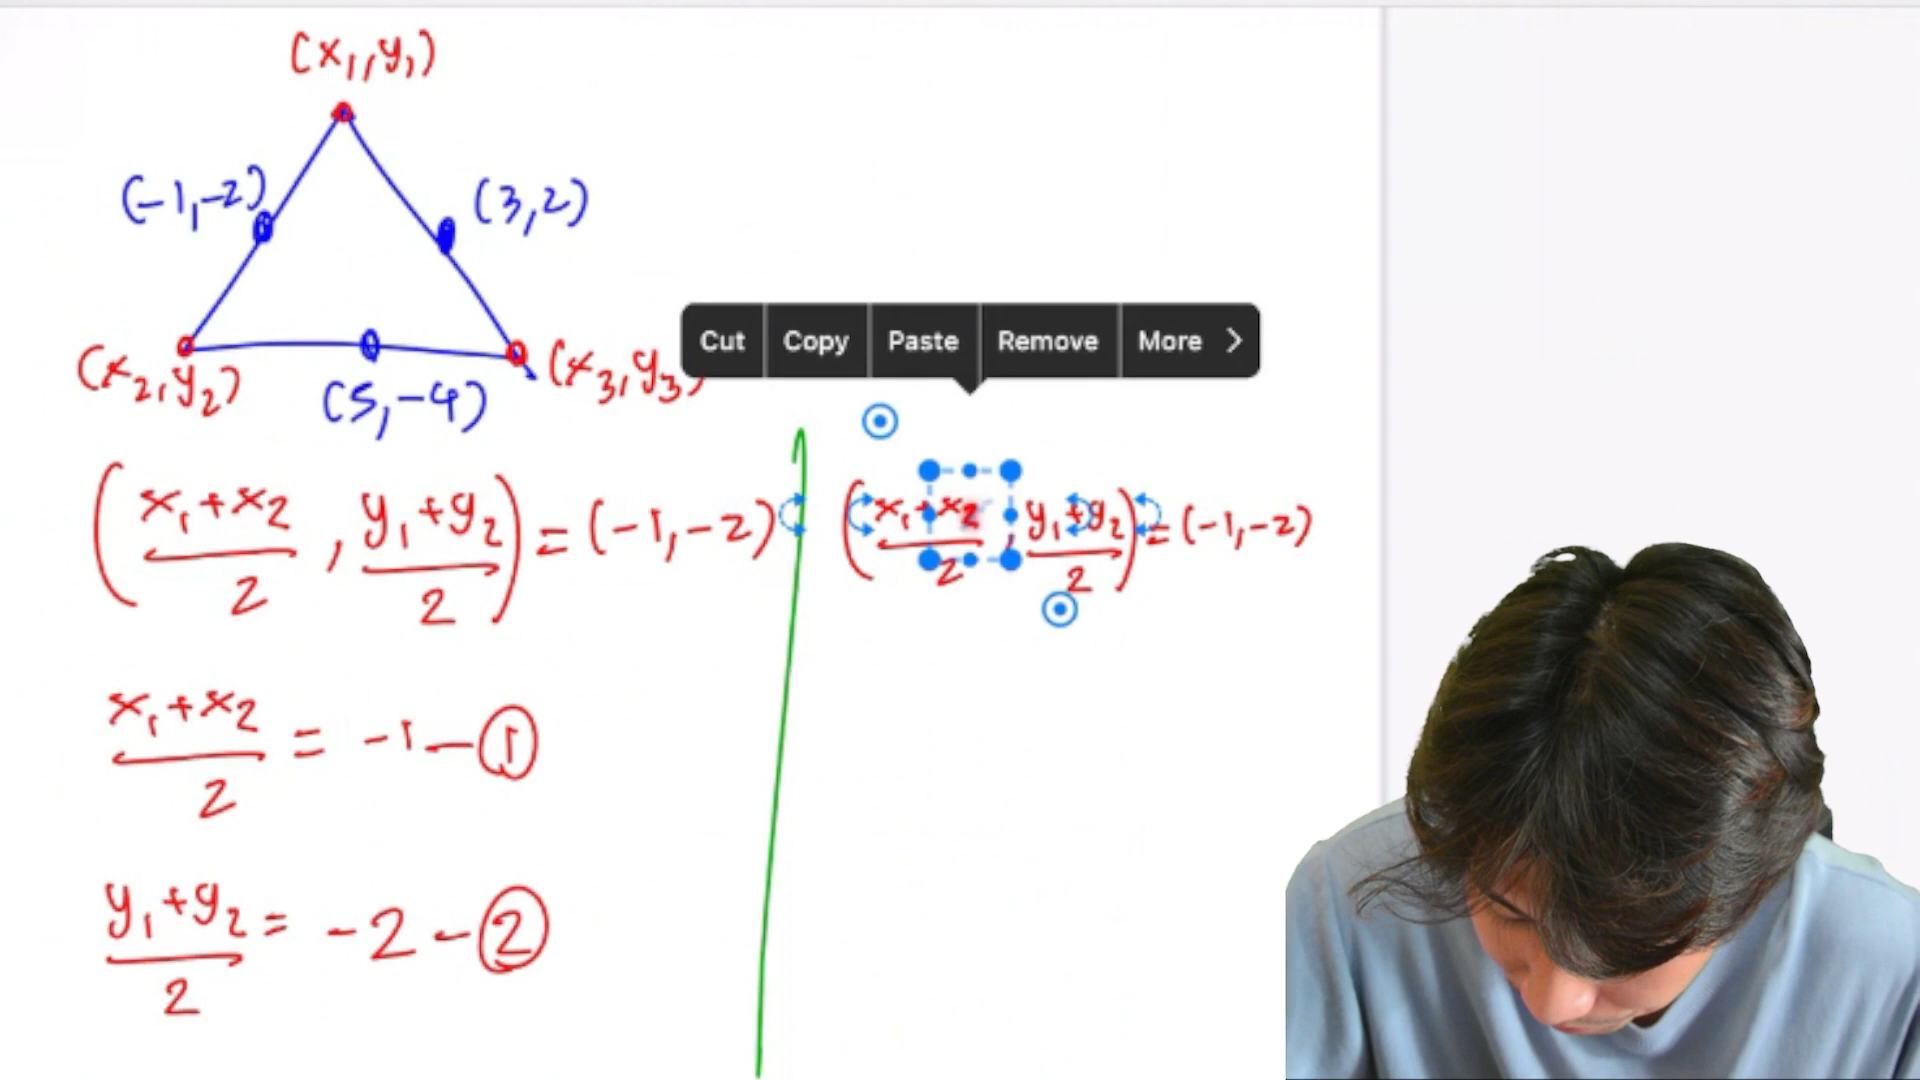 (x₁,y₁)
(-1,-2)
(3,2)
(x₂,y₂)
(5,-4)
(x₃,y₃)
Cut Copy Paste Remove More >
((x₁+x₂)/2 , (y₁+y₂)/2) = (-1,-2)
(x₁+x₂)/2 = -1 — ①
(y₁+y₂)/2 = -2 - ②
((x₁+x₂)/2 , (y₁+y₂)/2) = (-1,-2)